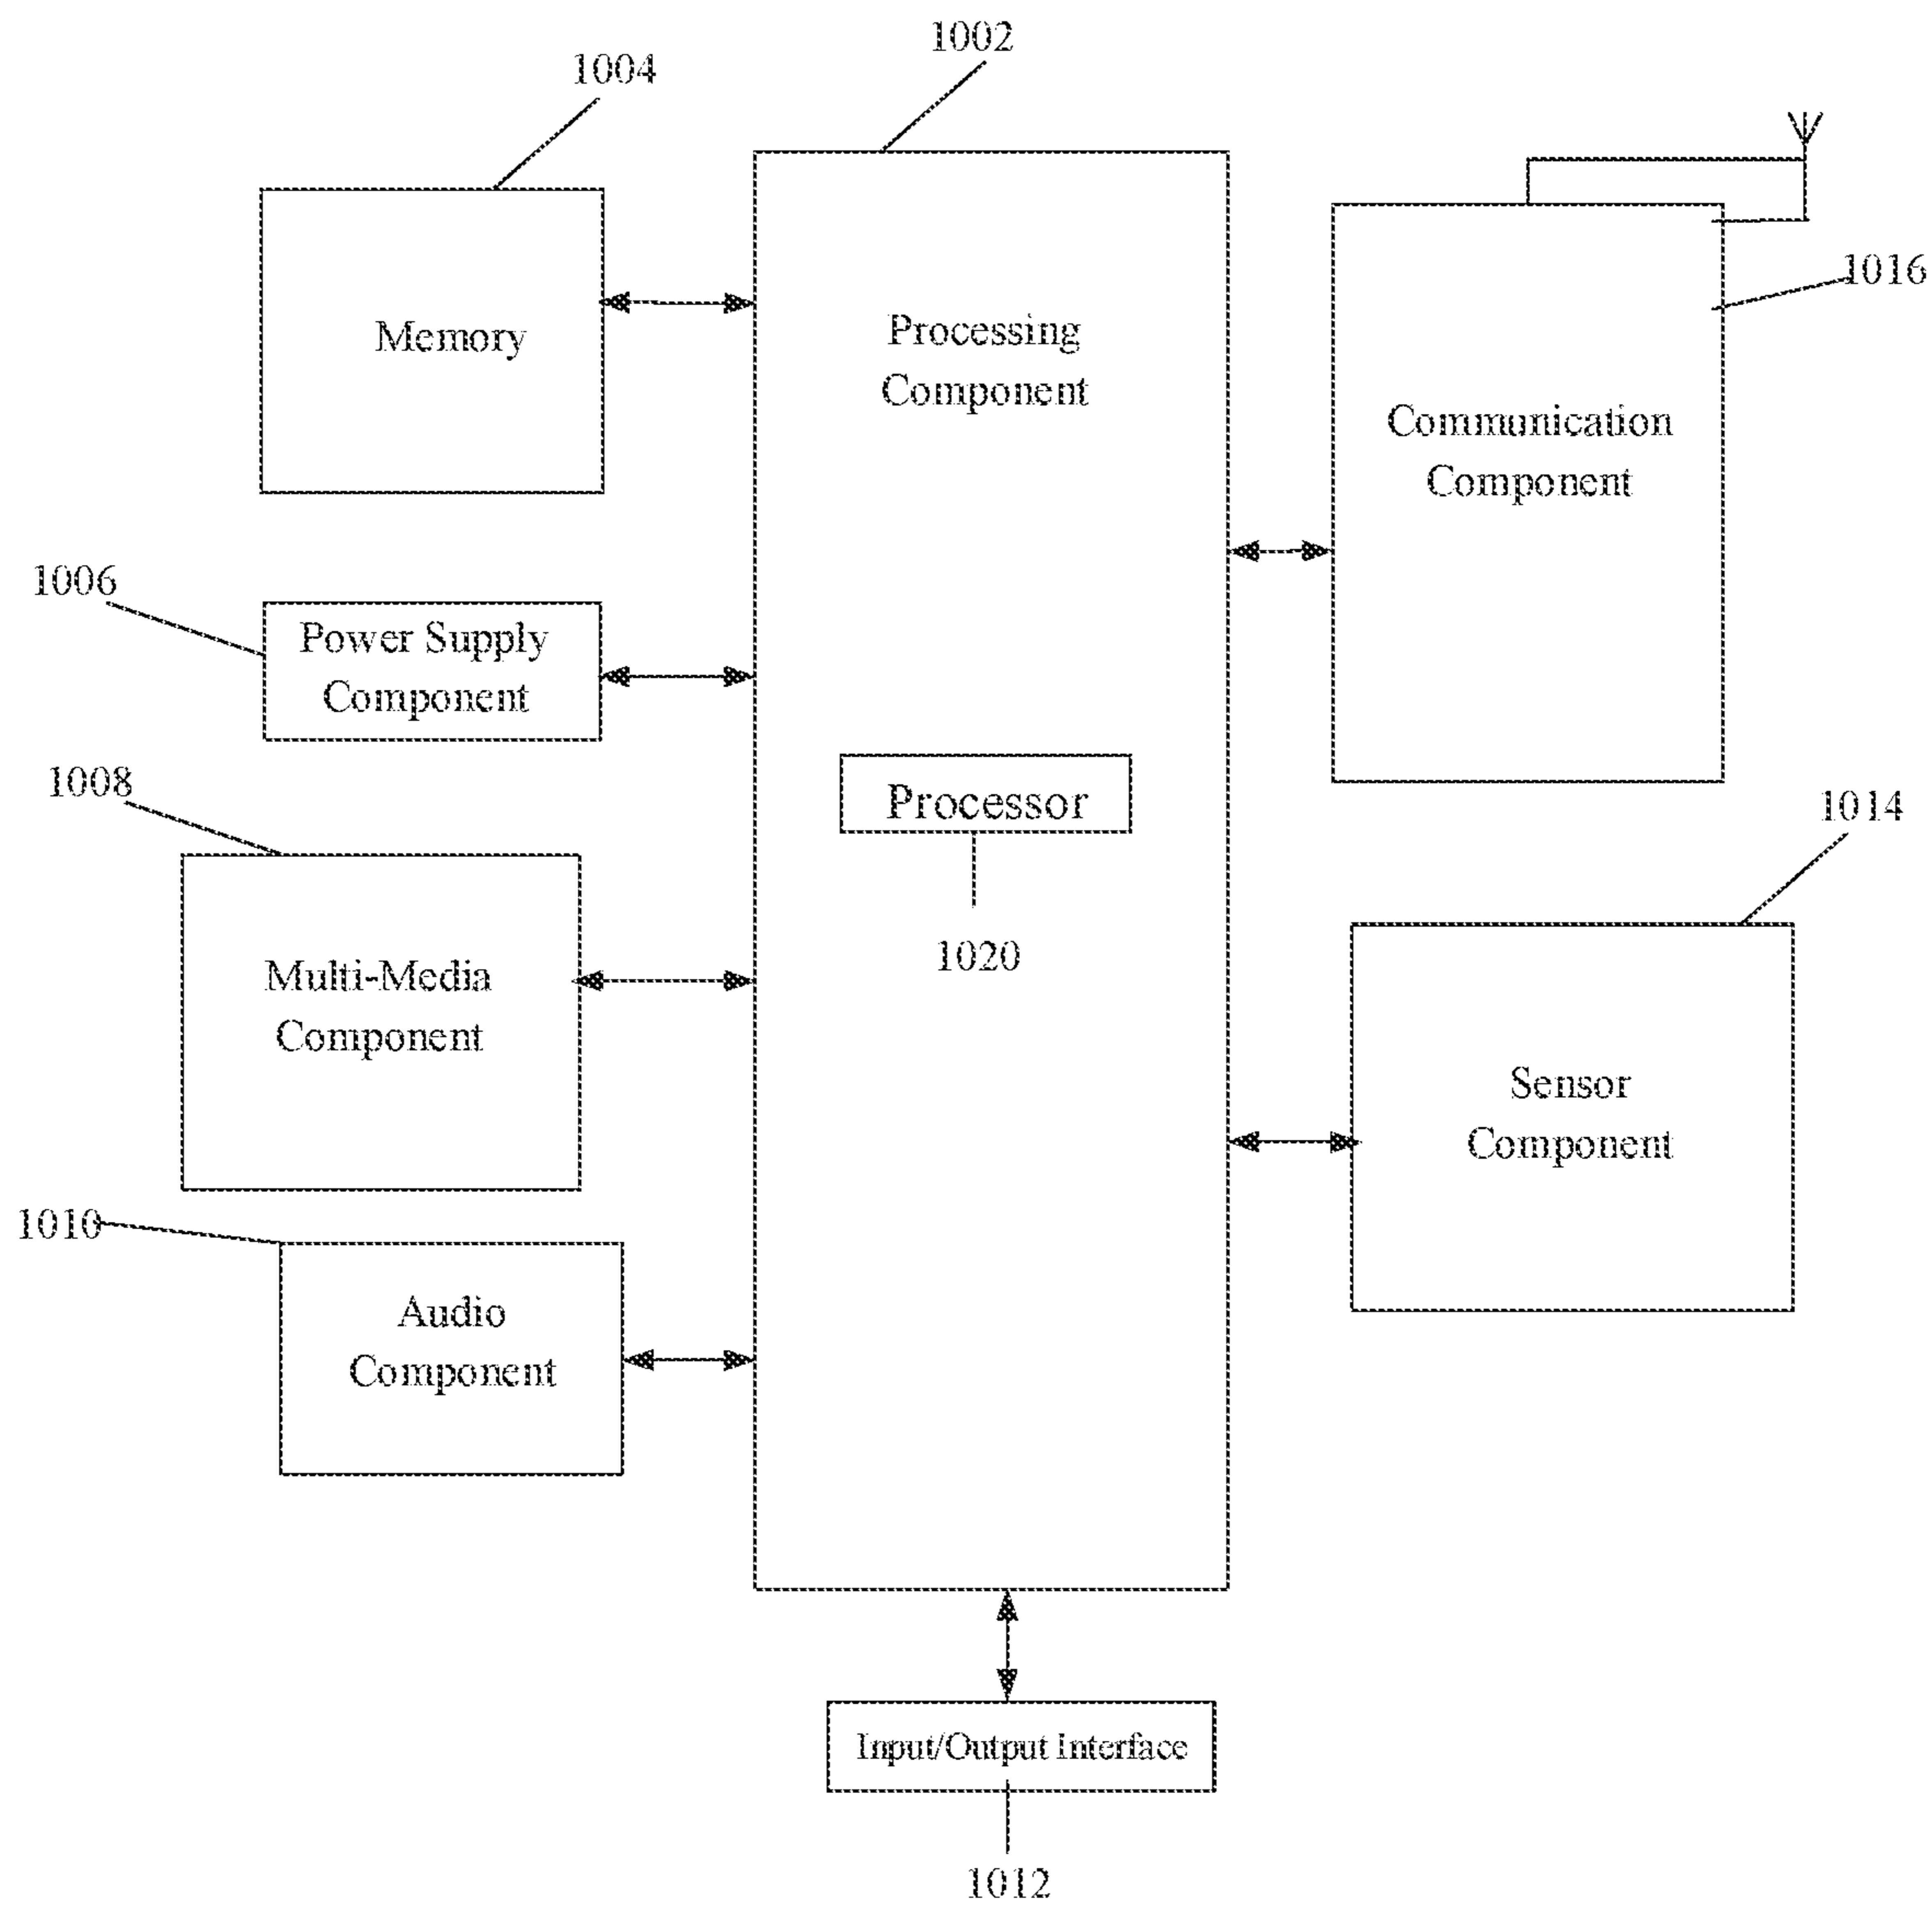 1002
1004
1016
Memory
Processing
Component
Communication
Component
1006
Power Supply
Component
1008
Processor
1014
1020
Multi-Media
Component
Sensor
Component
1010
Audio
Component
Input/Output Interface
1012